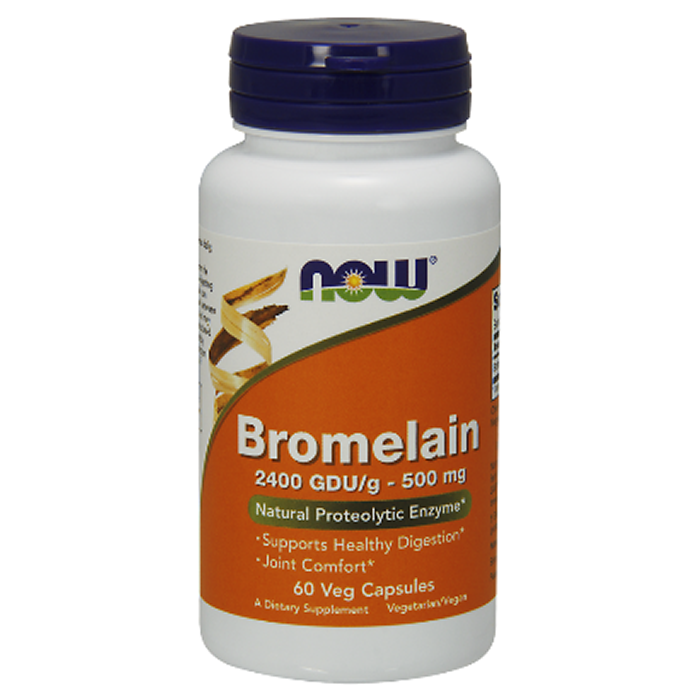 NOW®
Bromelain
2400 GDU/g - 500 mg
Natural Proteolytic Enzyme*
•Supports Healthy Digestion*
•Joint Comfort*
60 Veg Capsules
A Dietary Supplement Vegetarian/Vegan